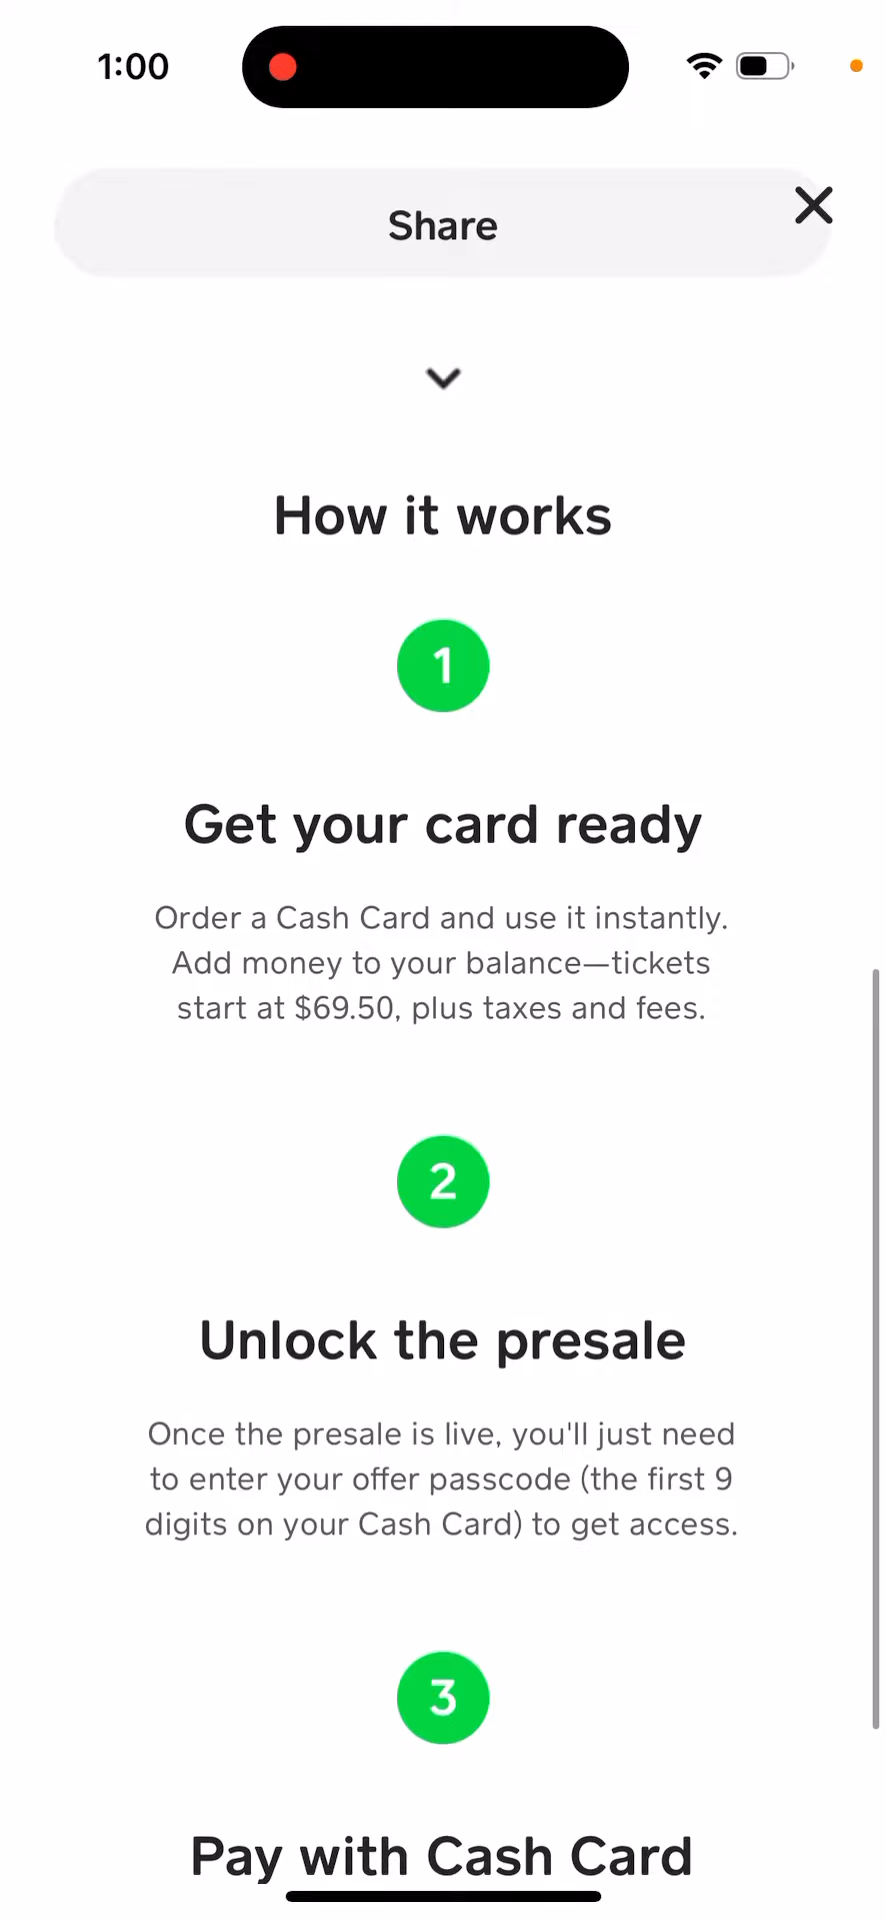 1:00
Share
How it works
1
Get your card ready
Order a Cash Card and use it instantly.
Add money to your balance—tickets
start at $69.50, plus taxes and fees.
2
Unlock the presale
Once the presale is live, you'll just need
to enter your offer passcode (the first 9
digits on your Cash Card) to get access.
3
Pay with Cash Card